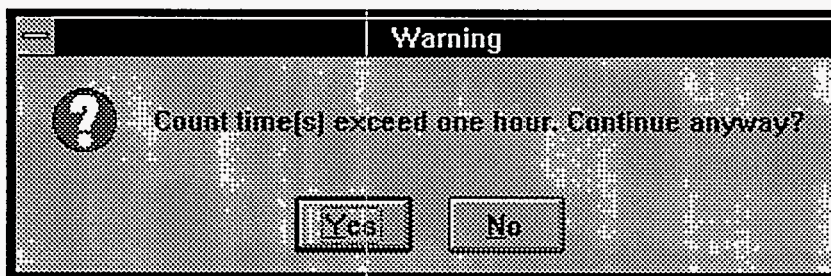 Warning
?
Count time(s) exceed one hour. Continue anyway?
Yes No